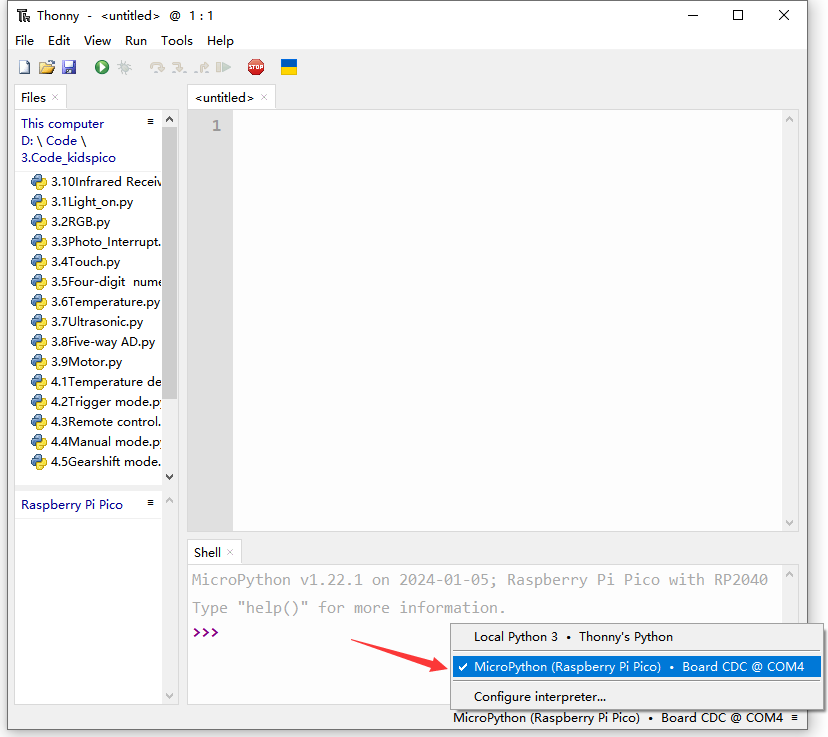 Thonny - <untitled> @ 1 : 1
File Edit View Run Tools Help
STOP
Files ×
<untitled> ×
This computer
D: \ Code \
3.Code_kidspico
3.10Infrared Receiv
3.1Light_on.py
3.2RGB.py
3.3Photo_Interrupt.
3.4Touch.py
3.5Four-digit nume
3.6Temperature.py
3.7Ultrasonic.py
3.8Five-way AD.py
3.9Motor.py
4.1Temperature de
4.2Trigger mode.py
4.3Remote control.
4.4Manual mode.py
4.5Gearshift mode.
Raspberry Pi Pico
1
Shell ×
MicroPython v1.22.1 on 2024-01-05; Raspberry Pi Pico with RP2040
Type "help()" for more information.
>>>
Local Python 3 • Thonny's Python
✓ MicroPython (Raspberry Pi Pico) • Board CDC @ COM4
Configure interpreter...
MicroPython (Raspberry Pi Pico) • Board CDC @ COM4 ≡